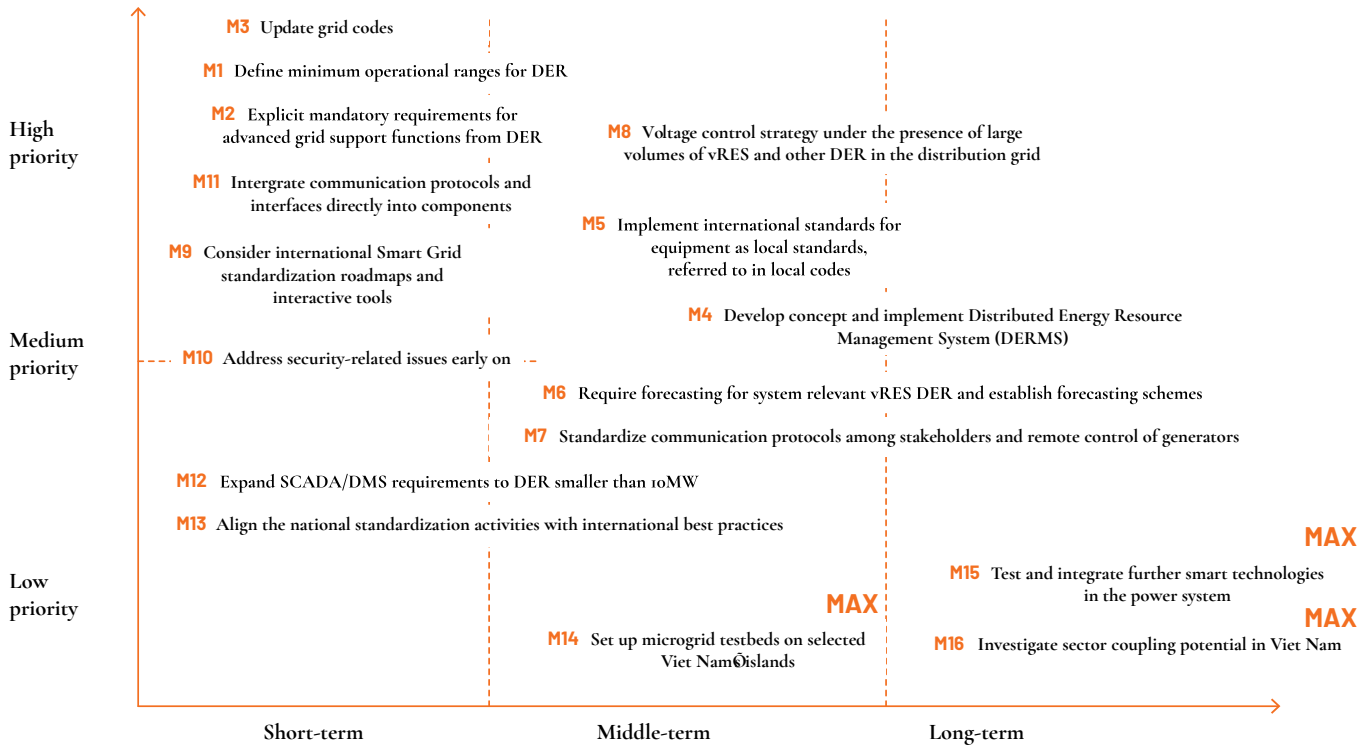 M3 Update grid codes
M1 Define minimum operational ranges for DER
M2 Explicit mandatory requirements for
advanced grid support functions from DER
High
priority
M8 Voltage control strategy under the presence of large
volumes of vRES and other DER in the distribution grid
M11 Intergrate communication protocols and
interfaces directly into components
M5 Implement international standards for
equipment as local standards,
referred to in local codes
M9 Consider international Smart Grid
standardization roadmaps and
interactive tools
M4 Develop concept and implement Distributed Energy Resource
Management System (DERMS)
Medium
priority
M10 Address security-related issues early on
M6 Require forecasting for system relevant vRES DER and establish forecasting schemes
M7 Standardize communication protocols among stakeholders and remote control of generators
M12 Expand SCADA/DMS requirements to DER smaller than 10MW
M13 Align the national standardization activities with international best practices
MAX
Low
priority
M15 Test and integrate further smart technologies
in the power system
MAX
MAX
M14 Set up microgrid testbeds on selected
Viet NamÕislands
M16 Investigate sector coupling potential in Viet Nam
Short-term
Middle-term
Long-term